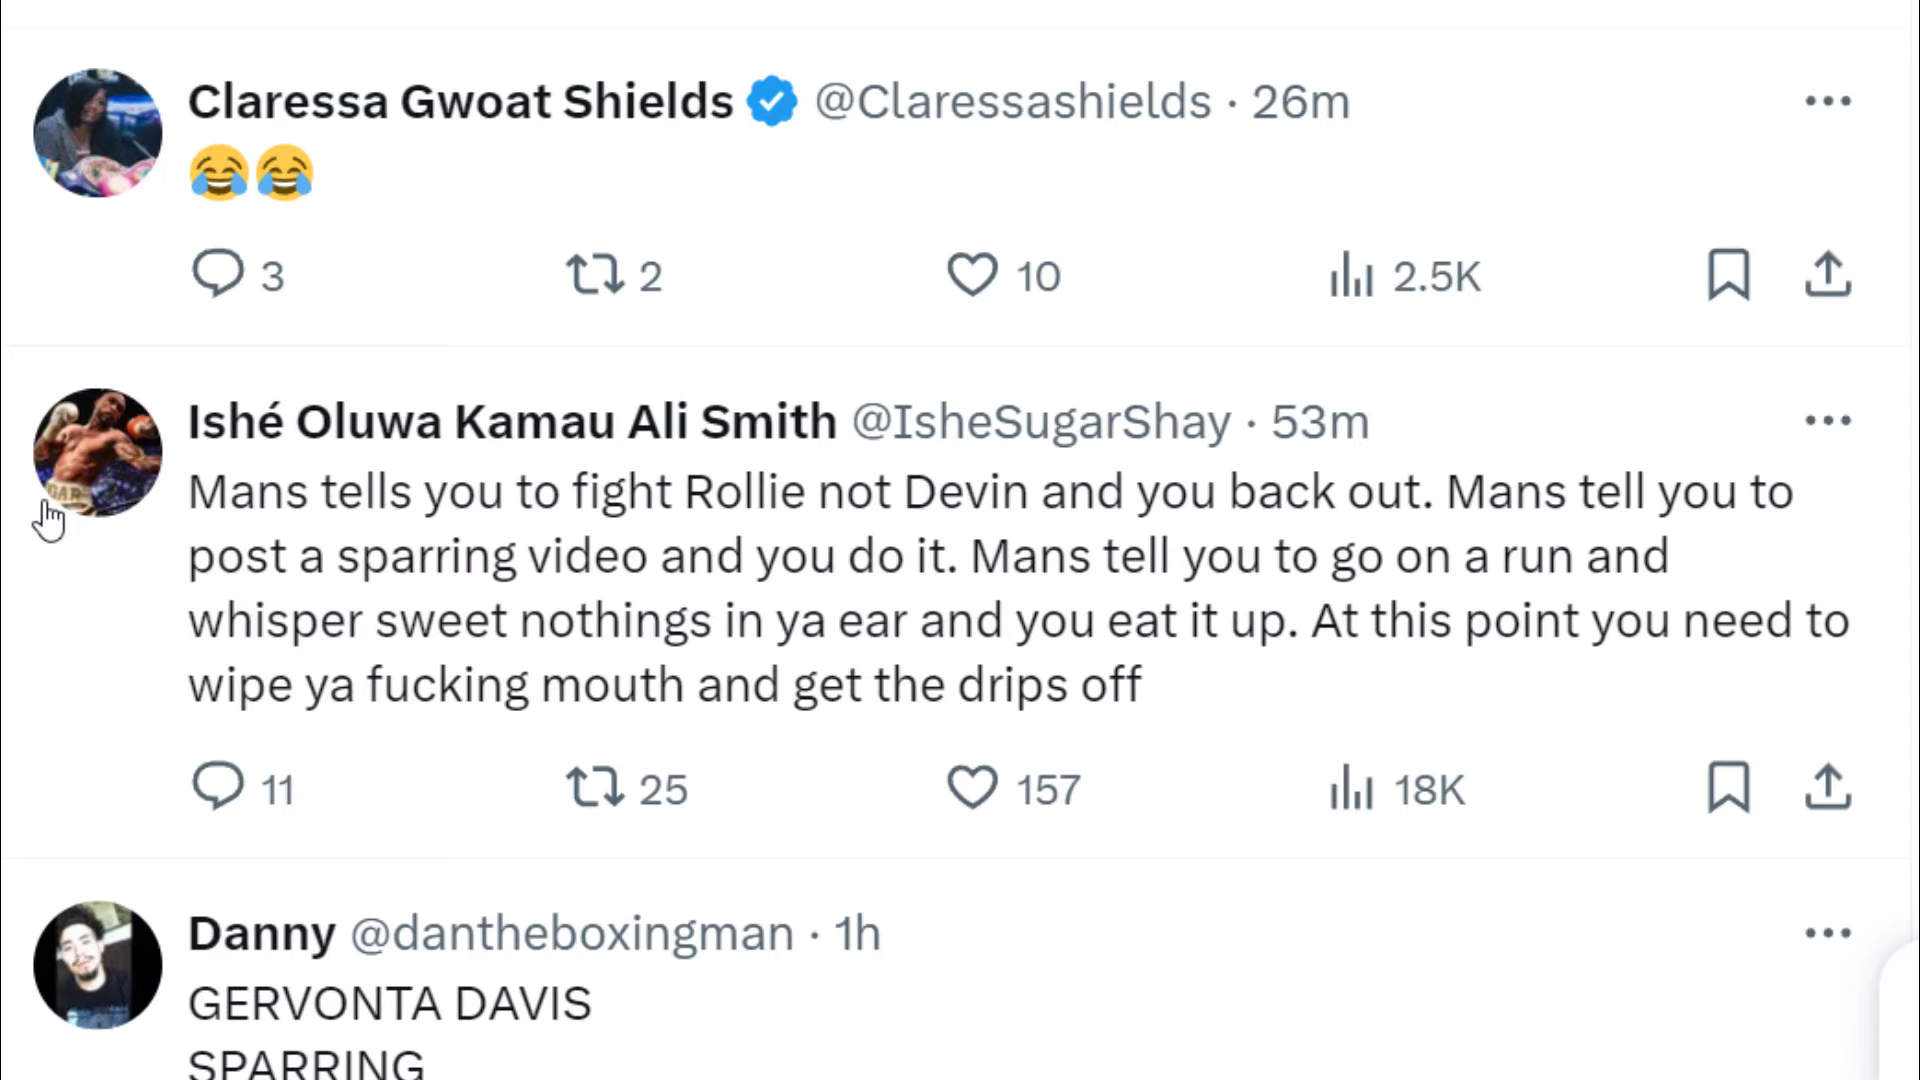 Claressa Gwoat Shields @Claressashields · 26m
😂😂
3 2 10 2.5K
Ishé Oluwa Kamau Ali Smith @IsheSugarShay · 53m
Mans tells you to fight Rollie not Devin and you back out. Mans tell you to
post a sparring video and you do it. Mans tell you to go on a run and
whisper sweet nothings in ya ear and you eat it up. At this point you need to
wipe ya fucking mouth and get the drips off
11 25 157 18K
Danny @dantheboxingman · 1h
GERVONTA DAVIS
SPARRING